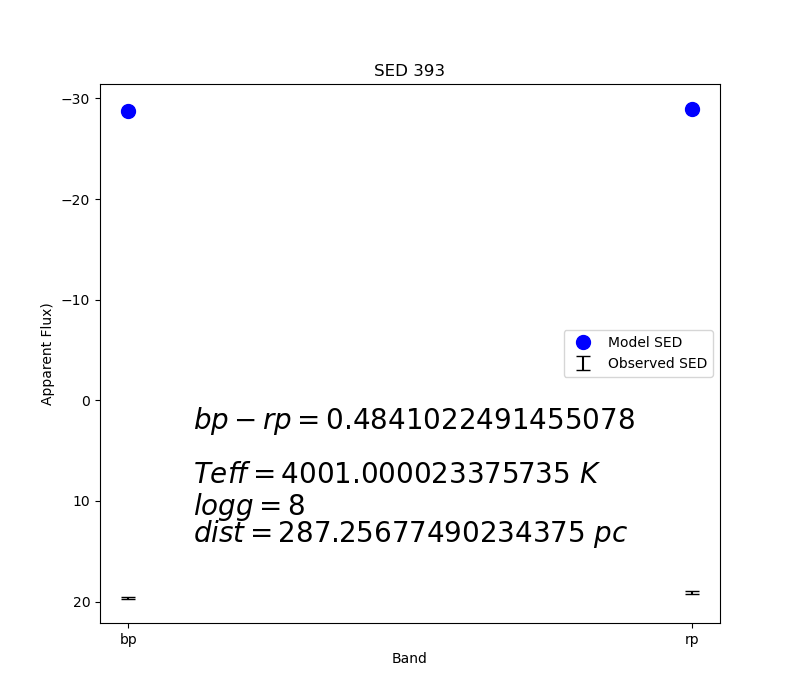 SED 393
−30
−20
−10
0
10
20
Apparent Flux)
Model SED
Observed SED
bp − rp = 0.4841022491455078
Teff = 4001.000023375735 K
logg = 8
dist = 287.25677490234375 pc
bp
rp
Band